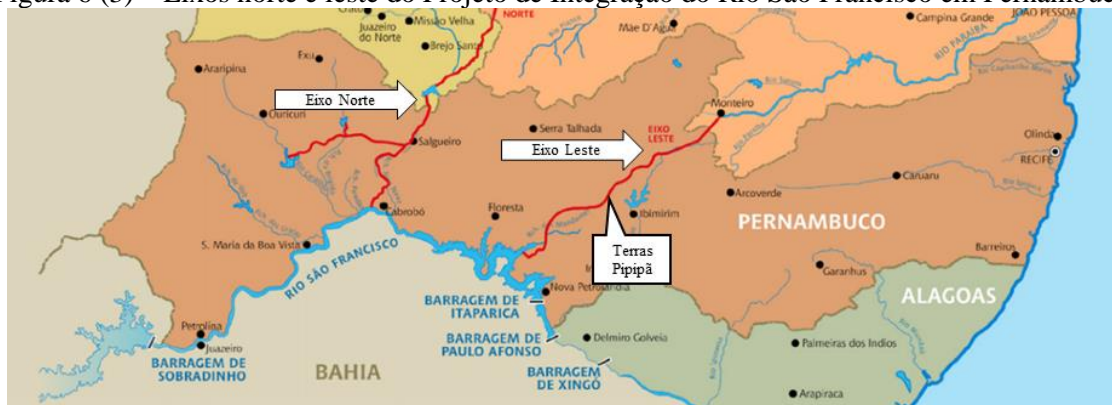 Figura 6 (3) – Eixos norte e leste do Projeto de Integração do Rio São Francisco em Pernambuco
Juazeiro
do Norte
Missão Velha
NORTE
Brejo Santo
Mãe D'Água
Campina Grande
JOÃO PESSOA
RIO PARAÍBA
Exu
Araripina
Eixo Norte
Ouricuri
Salgueiro
Serra Talhada
EIXO
LESTE
Eixo Leste
Monteiro
Olinda
RECIFE
Caruaru
Arcoverde
Cabrobó
Floresta
Ibimirim
PERNAMBUCO
S. Maria da Boa Vista
RIO SÃO FRANCISCO
Terras
Pipipã
Barreiros
Garanhus
Nova Petrolândia
ALAGOAS
BARRAGEM DE
ITAPARICA
Petrolina
Juazeiro
BARRAGEM DE
SOBRADINHO
BAHIA
BARRAGEM DE
PAULO AFONSO
Delmiro Golveia
BARRAGEM
DE XINGÓ
Palmeiras dos Indios
Arapiraca